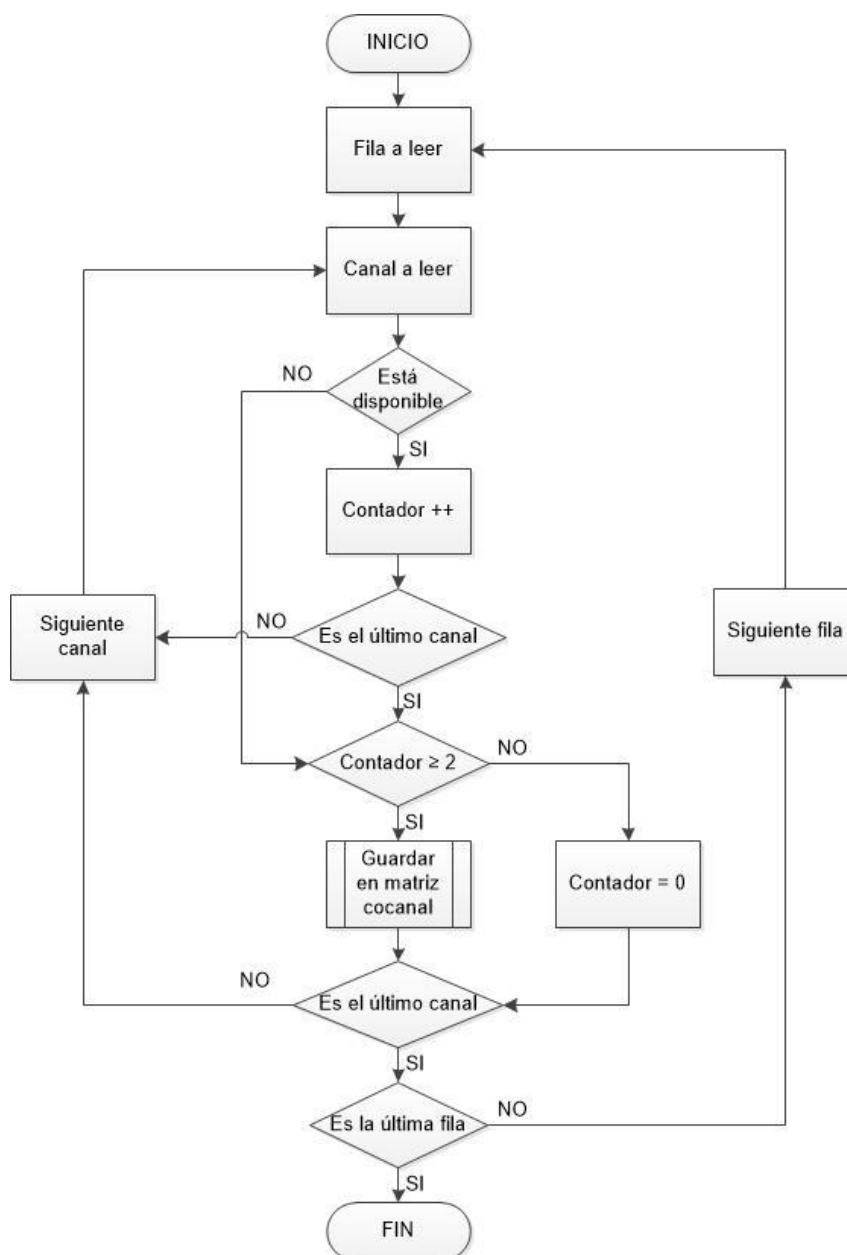 INICIO
Fila a leer
Canal a leer
NO
Está
disponible
SI
Contador ++
NO
Es el último canal
Siguiente
canal
Siguiente fila
SI
Contador ≥ 2
NO
SI
Guardar
en matriz
cocanal
Contador = 0
NO
Es el último canal
SI
Es la última fila
NO
SI
FIN